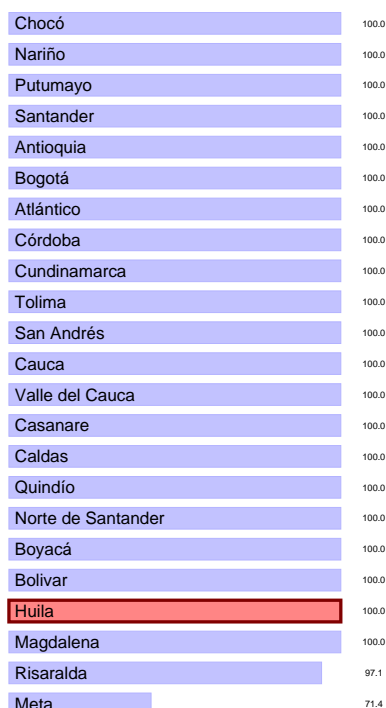 Chocó 100.0
Nariño 100.0
Putumayo 100.0
Santander 100.0
Antioquia 100.0
Bogotá 100.0
Atlántico 100.0
Córdoba 100.0
Cundinamarca 100.0
Tolima 100.0
San Andrés 100.0
Cauca 100.0
Valle del Cauca 100.0
Casanare 100.0
Caldas 100.0
Quindío 100.0
Norte de Santander 100.0
Boyacá 100.0
Bolivar 100.0
Huila 100.0
Magdalena 100.0
Risaralda 97.1
Meta 71.4